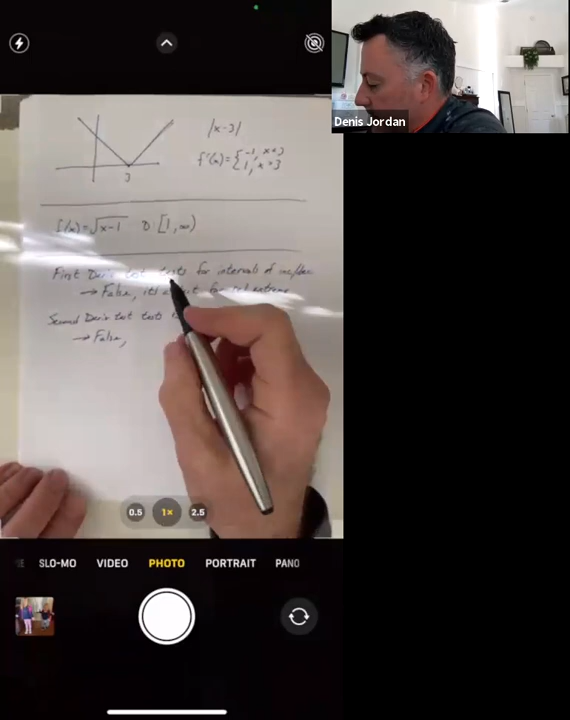 Denis Jordan
|x-3|
f'(x) = { -1, x<3
1, x>3
3
f(x) = √x-1 D: [1, ∞)
First Deriv test tests for intervals of inc/dec
→ False, it's test for rel extrema
Second Deriv test tests
→ False,
0.5 1× 2.5
SLO-MO VIDEO PHOTO PORTRAIT PANO